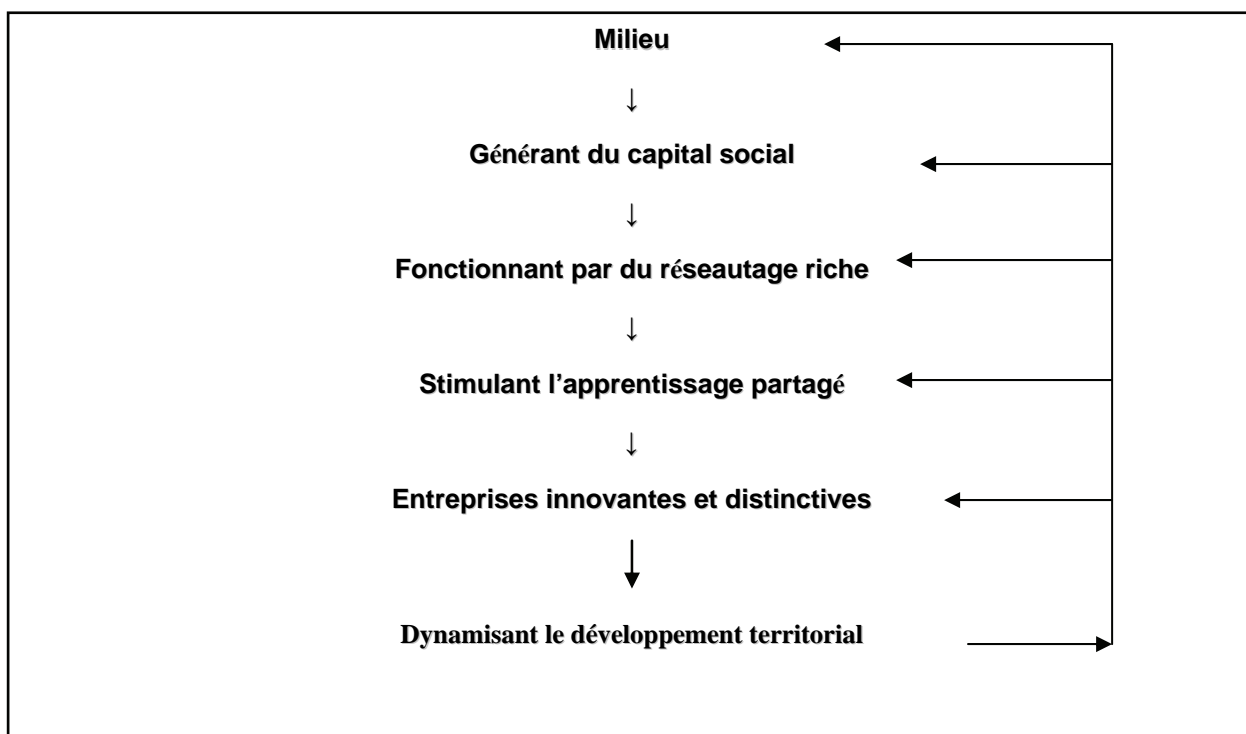 Milieu
↓
Générant du capital social
↓
Fonctionnant par du réseautage riche
↓
Stimulant l’apprentissage partagé
↓
Entreprises innovantes et distinctives
Dynamisant le développement territorial